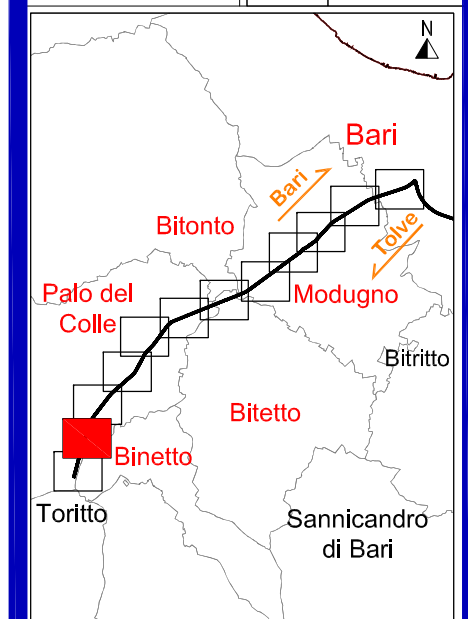 N
Bari
Bari
Bitonto
Tolve
Palo del
Colle
Modugno
Bitritto
Bitetto
Binetto
Toritto
Sannicandro
di Bari